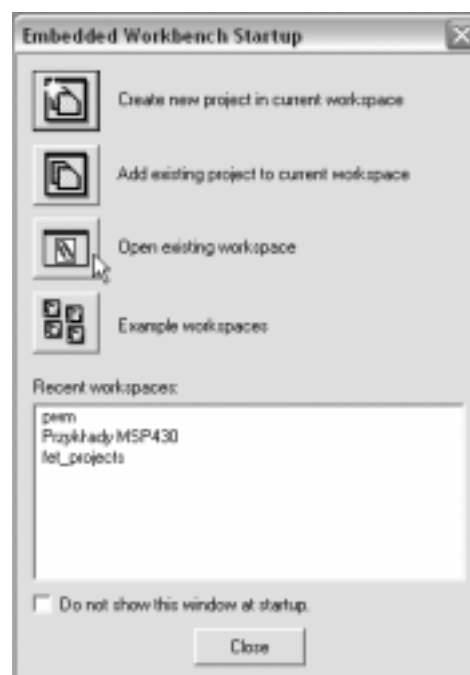 Embedded Workbench Startup
Create new project in current workspace
Add existing project to current workspace
Open existing workspace
Example workspaces
Recent workspaces:
pwm
Przykłady MSP430
fet_projects
Do not show this window at startup.
Close